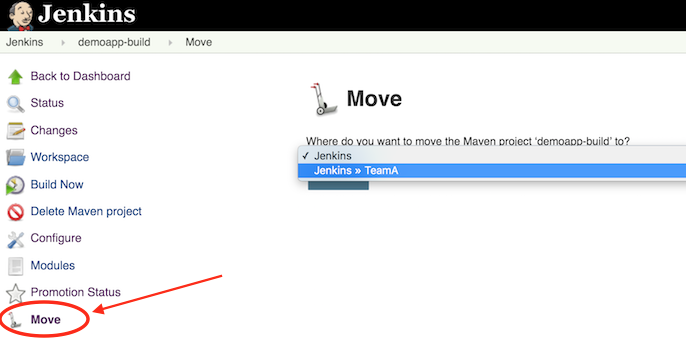 Jenkins
Jenkins demoapp-build Move
Back to Dashboard
Status
Changes
Workspace
Build Now
Delete Maven project
Configure
Modules
Promotion Status
Move
Move
Where do you want to move the Maven project 'demoapp-build' to?
✓ Jenkins
Jenkins » TeamA